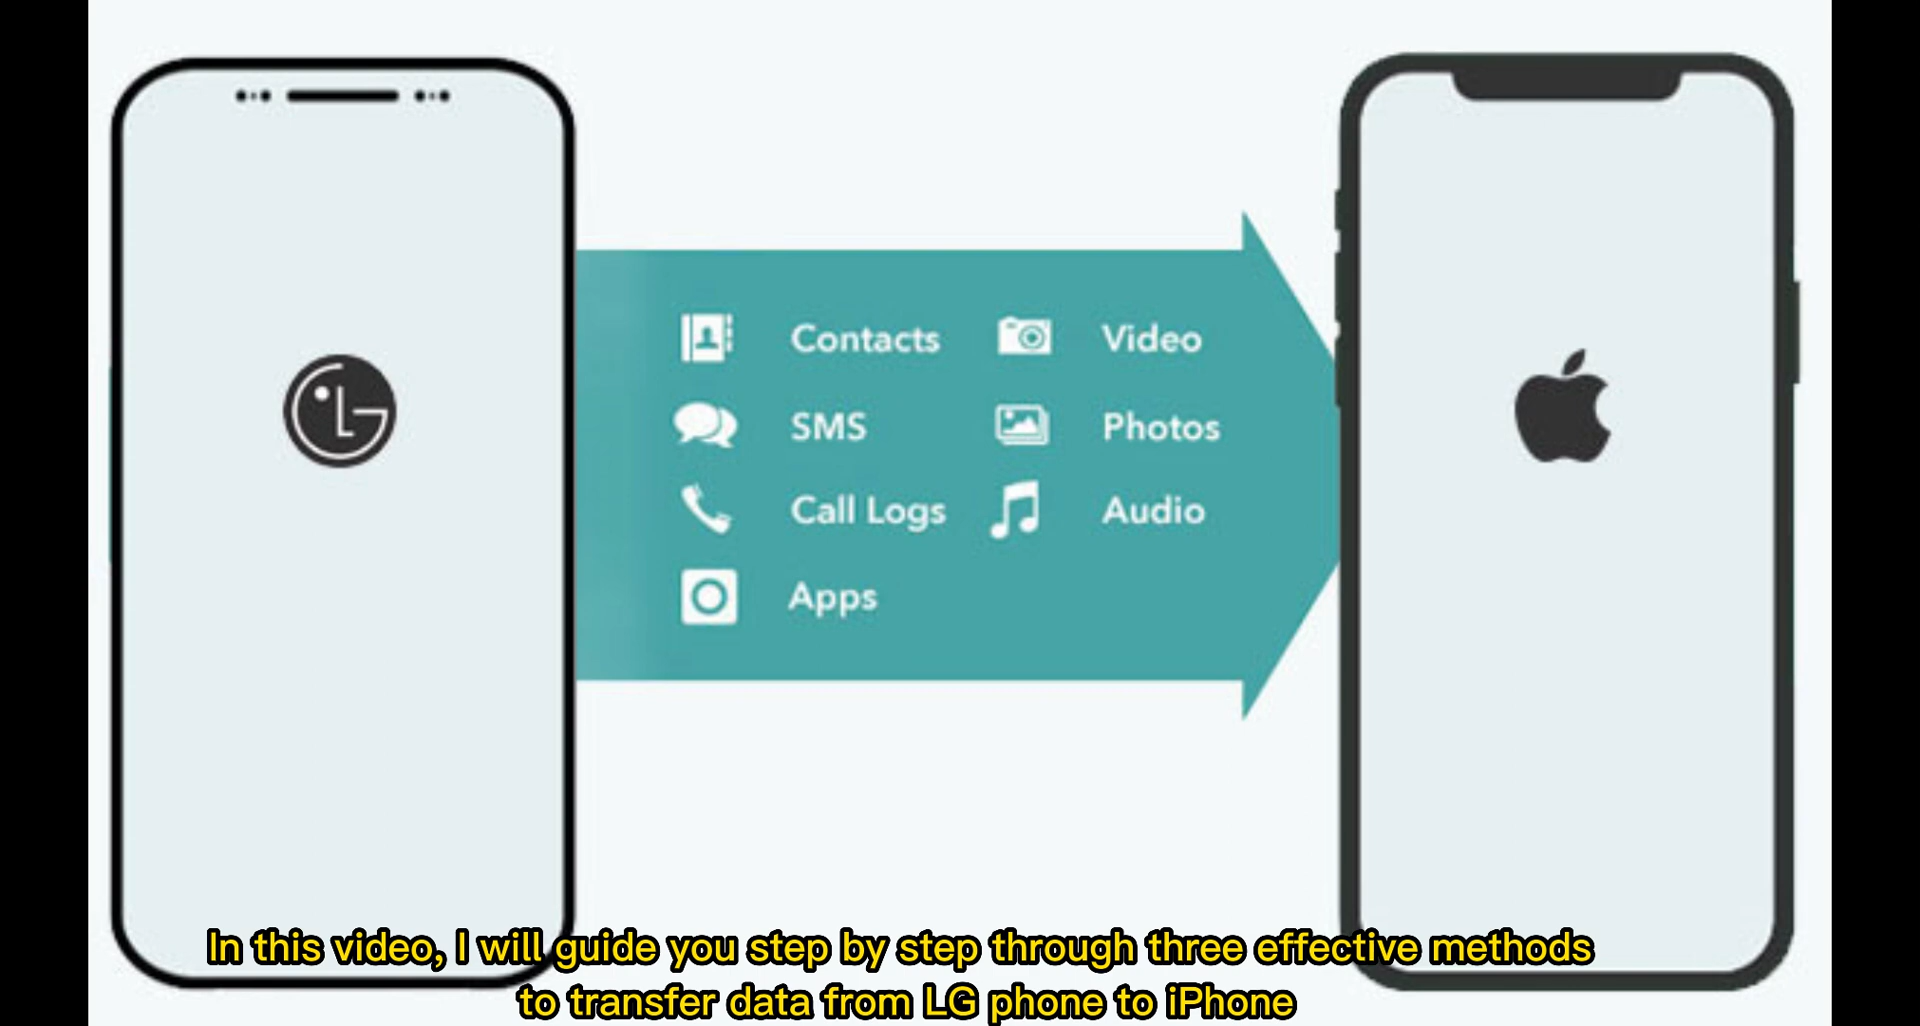 LG
Contacts
Video
SMS
Photos
Call Logs
Audio
Apps
In this video, I will guide you step by step through three effective methods
to transfer data from LG phone to iPhone